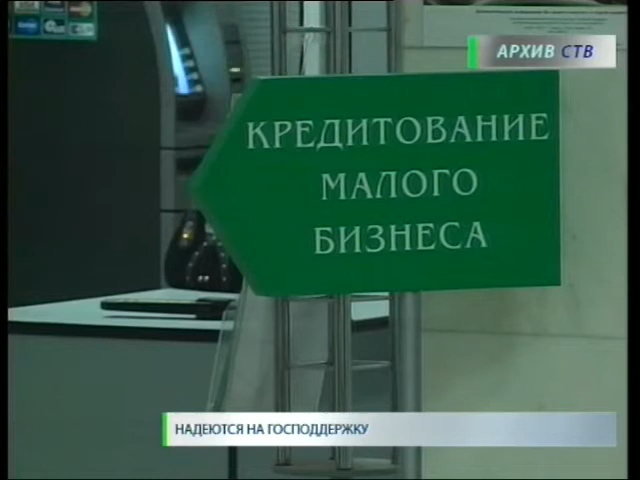 АРХИВ СТВ
КРЕДИТОВАНИЕ
МАЛОГО
БИЗНЕСА
НАДЕЮТСЯ НА ГОСПОДДЕРЖКУ